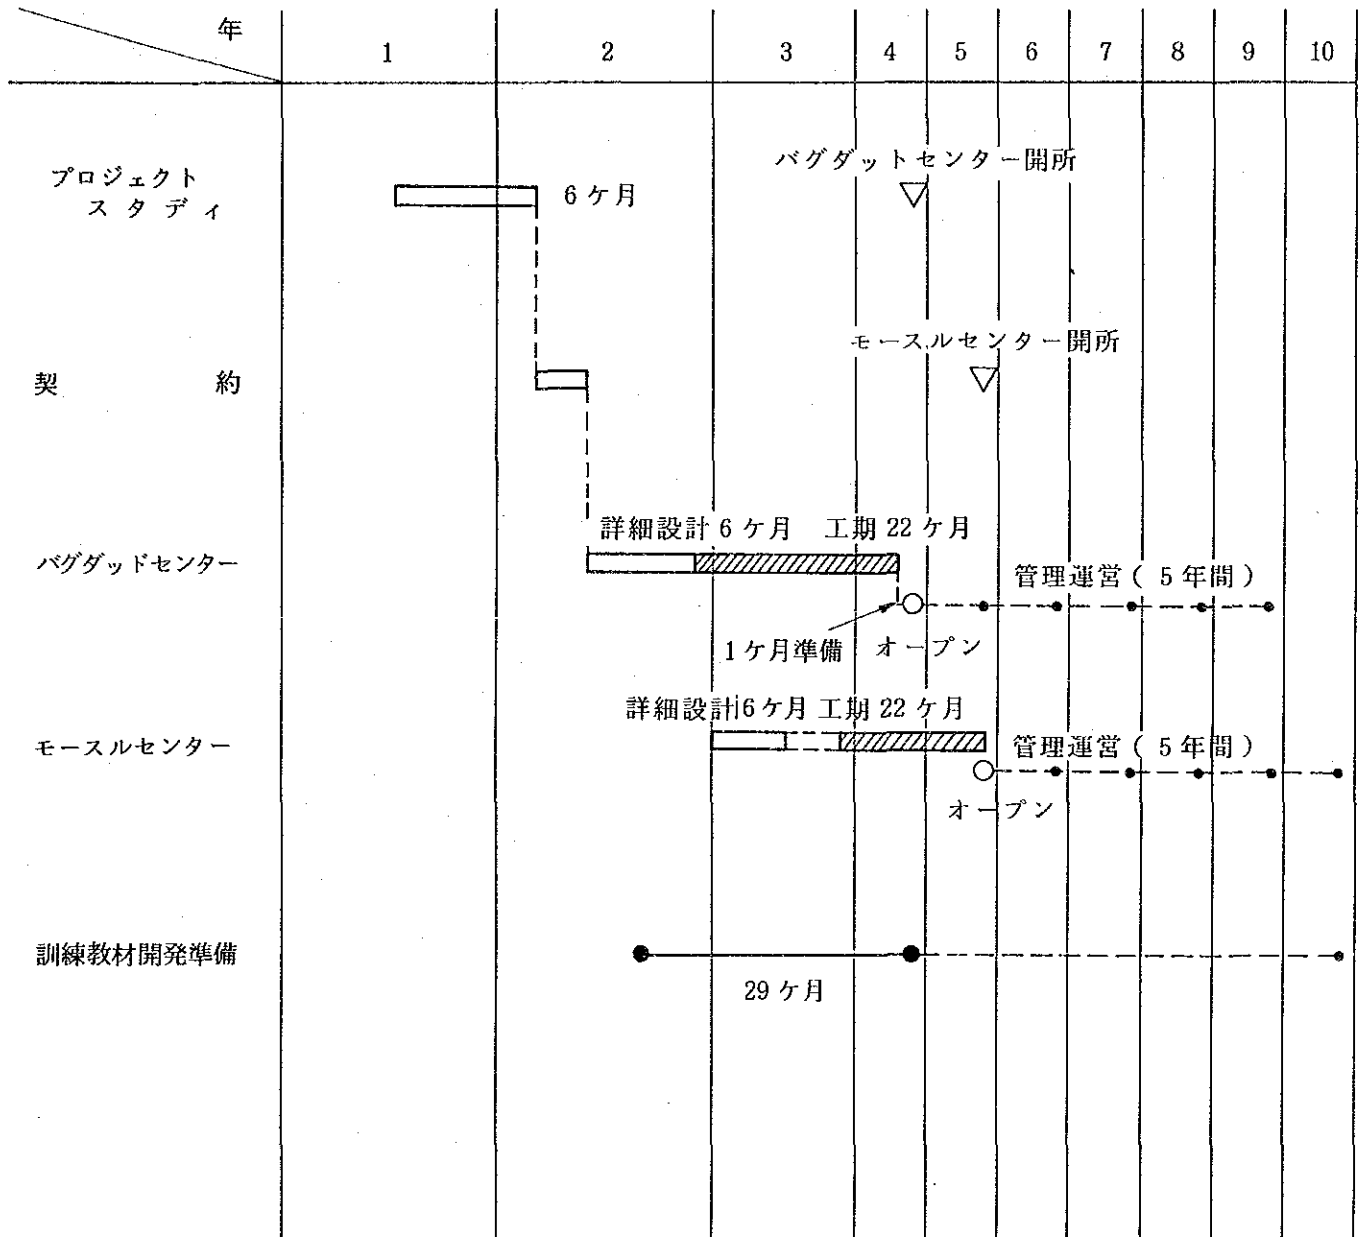 年
1 2 3 4 5 6 7 8 9 10
バグダットセンター開所
プロジェクト
スタディ
6ケ月
モースルセンター開所
契約
詳細設計6ケ月 工期22ケ月
バグダッドセンター
管理運営(5年間)
1ケ月準備 オープン
詳細設計6ケ月 工期22ケ月
モースルセンター
管理運営(5年間)
オープン
訓練教材開発準備
29ケ月